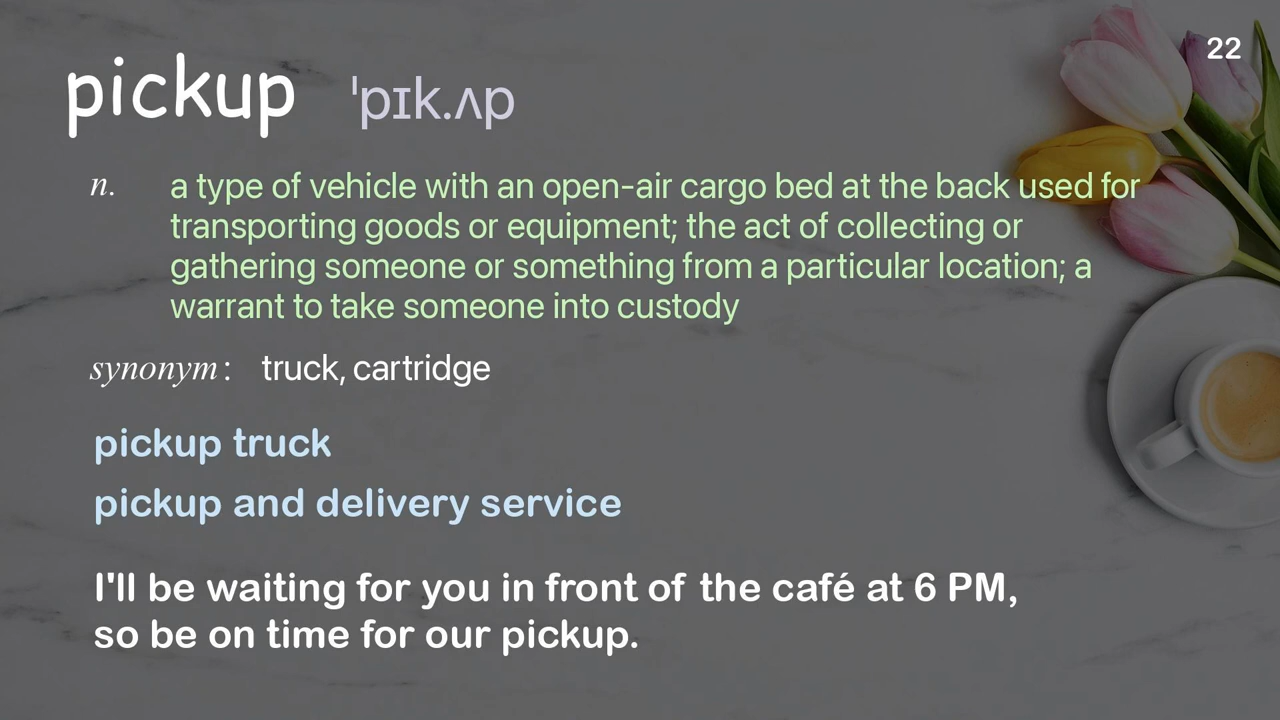 22
pickup ˈpɪk.ʌp
n. a type of vehicle with an open-air cargo bed at the back used for
transporting goods or equipment; the act of collecting or
gathering someone or something from a particular location; a
warrant to take someone into custody
synonym: truck, cartridge
pickup truck
pickup and delivery service
I'll be waiting for you in front of the café at 6 PM,
so be on time for our pickup.